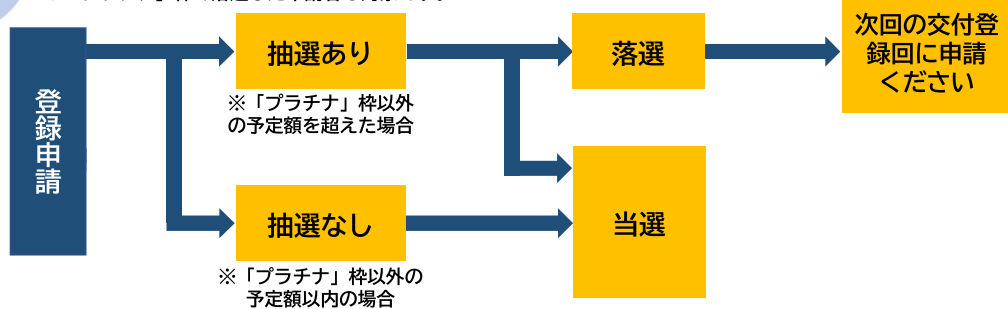 登録申請
抽選あり
※「プラチナ」枠以外
の予定額を超えた場合
落選
次回の交付登
録回に申請
ください
抽選なし
※「プラチナ」枠以外の
予定額以内の場合
当選